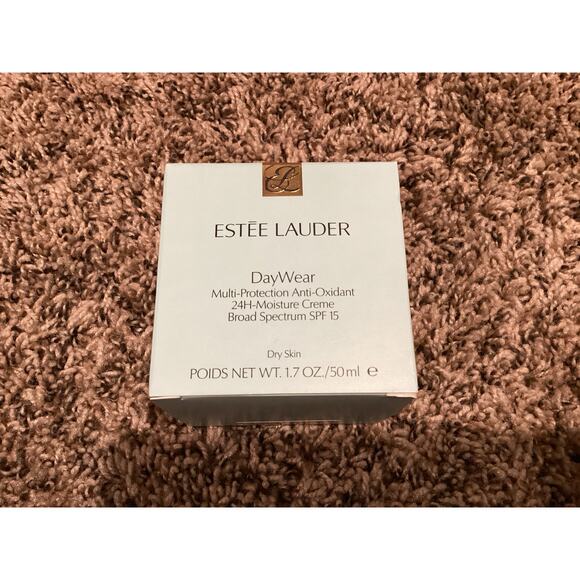 ESTĒE LAUDER
DayWear
Multi-Protection Anti-Oxidant
24H-Moisture Creme
Broad Spectrum SPF 15
Dry Skin
POIDS NET WT. 1.7 OZ./50 ml ℮